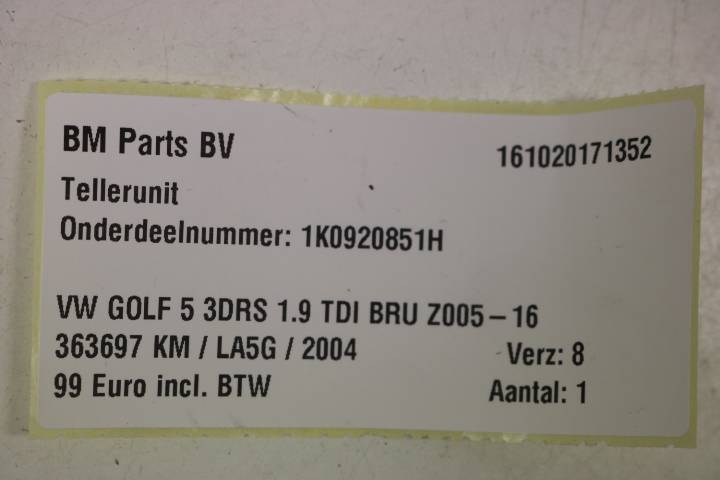 BM Parts BV
161020171352
Tellerunit
Onderdeelnummer: 1K0920851H
VW GOLF 5 3DRS 1.9 TDI BRU Z005-16
363697 KM / LA5G / 2004
Verz: 8
99 Euro incl. BTW
Aantal: 1